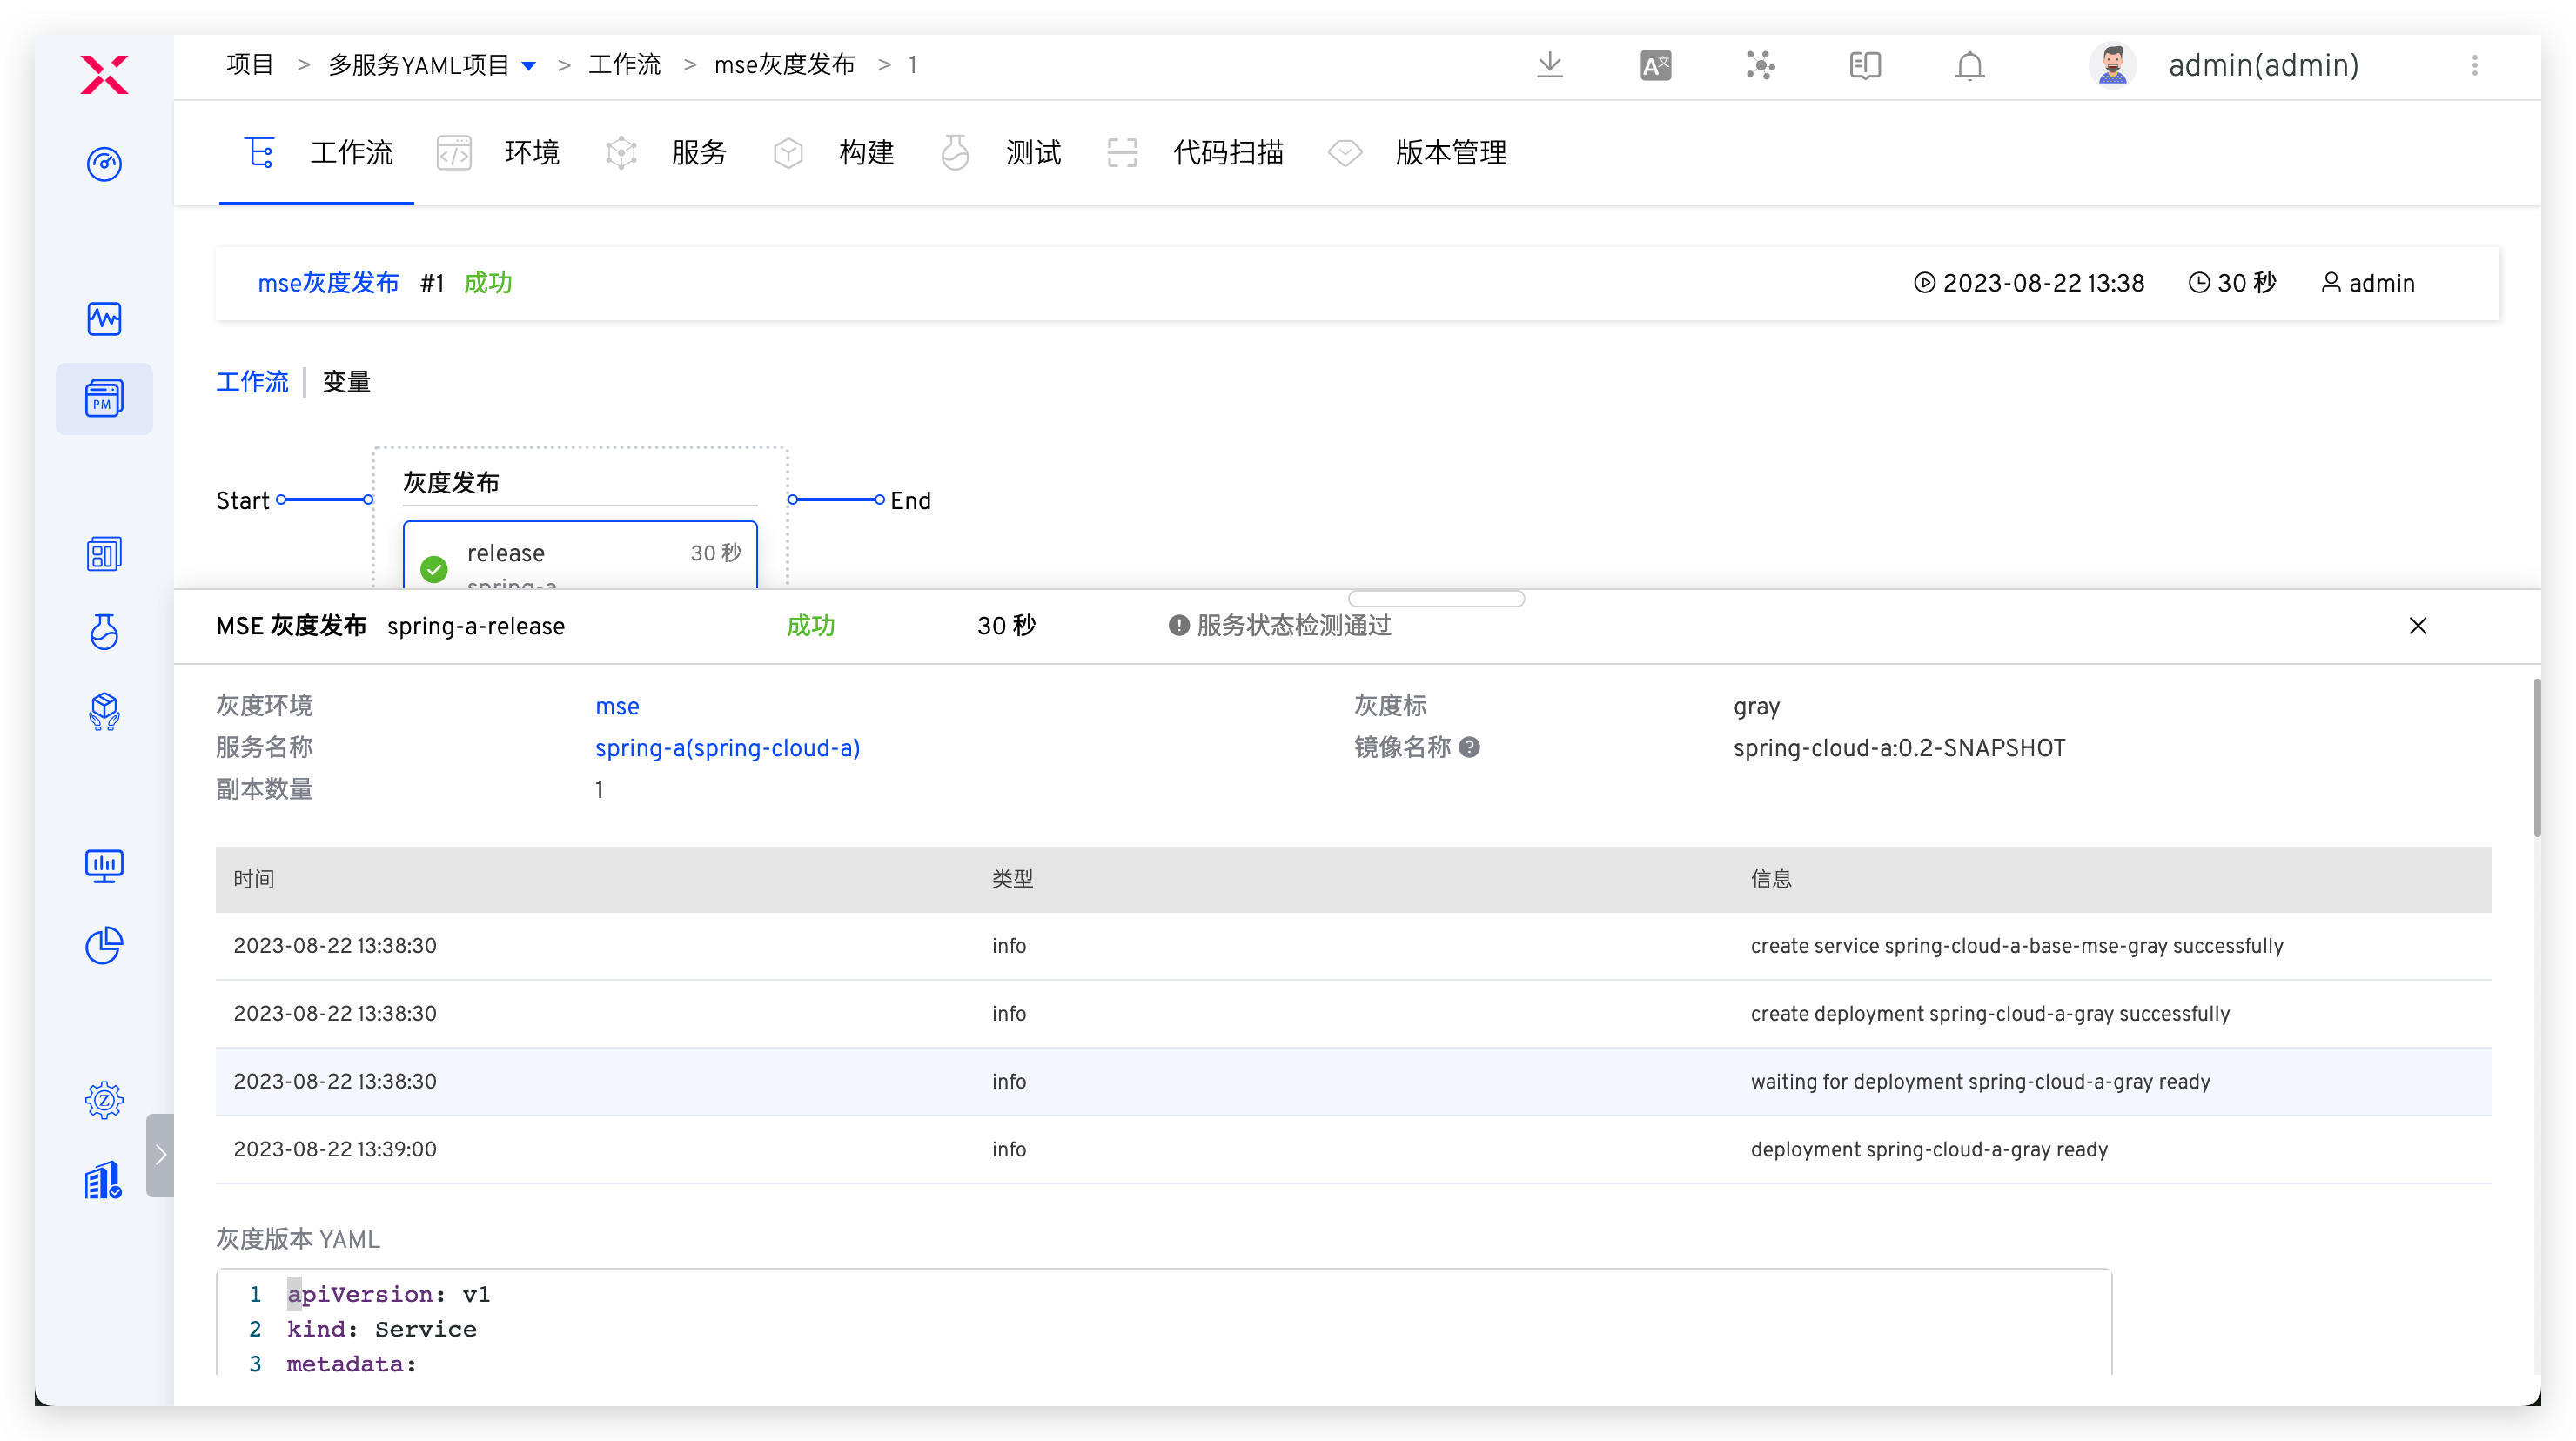 项目 > 多服务YAML项目 > 工作流 > mse灰度发布 > 1
A文
admin(admin)
工作流 环境 服务 构建 测试 代码扫描 版本管理
mse灰度发布 #1 成功 2023-08-22 13:38 30 秒 admin
PM
工作流 变量
灰度发布
Start End
release 30 秒
spring-a
MSE 灰度发布 spring-a-release 成功 30 秒 服务状态检测通过
灰度环境 mse 灰度标 gray
服务名称 spring-a(spring-cloud-a) 镜像名称 ? spring-cloud-a:0.2-SNAPSHOT
副本数量 1
时间 类型 信息
2023-08-22 13:38:30 info create service spring-cloud-a-base-mse-gray successfully
2023-08-22 13:38:30 info create deployment spring-cloud-a-gray successfully
2023-08-22 13:38:30 info waiting for deployment spring-cloud-a-gray ready
2023-08-22 13:39:00 info deployment spring-cloud-a-gray ready
灰度版本 YAML
1 apiVersion: v1
2 kind: Service
3 metadata: